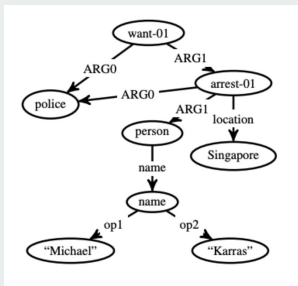 want-01
ARG0
ARG1
police
ARG0
arrest-01
ARG1
location
person
Singapore
name
name
op1
op2
“Michael”
“Karras”